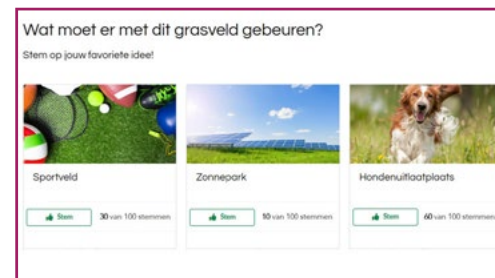 Wat moet er met dit grasveld gebeuren?
Stem op jouw favoriete idee!
Sportveld
Zonnepark
Hondenuitlaatplaats
Stem
30 van 100 stemmen
Stem
10 van 100 stemmen
Stem
60 van 100 stemmen